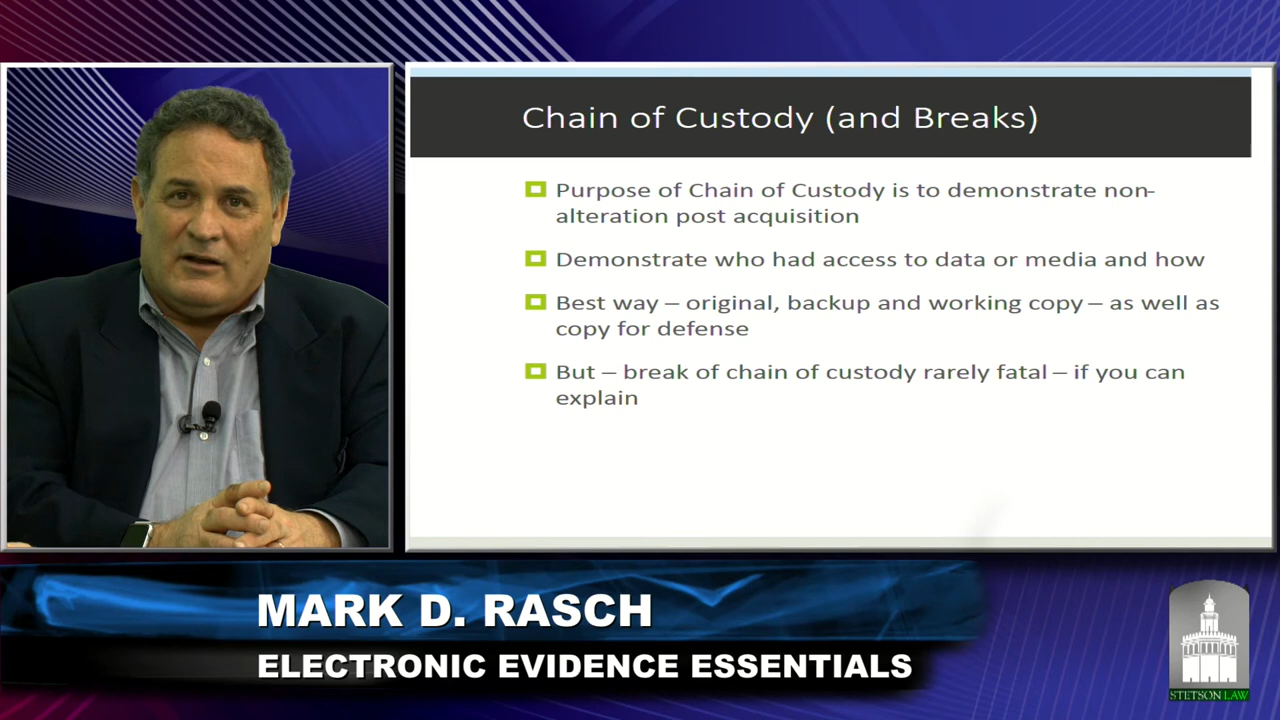 Chain of Custody (and Breaks)
Purpose of Chain of Custody is to demonstrate non-
alteration post acquisition
Demonstrate who had access to data or media and how
Best way – original, backup and working copy – as well as
copy for defense
But – break of chain of custody rarely fatal – if you can
explain
MARK D. RASCH
ELECTRONIC EVIDENCE ESSENTIALS
STETSON LAW